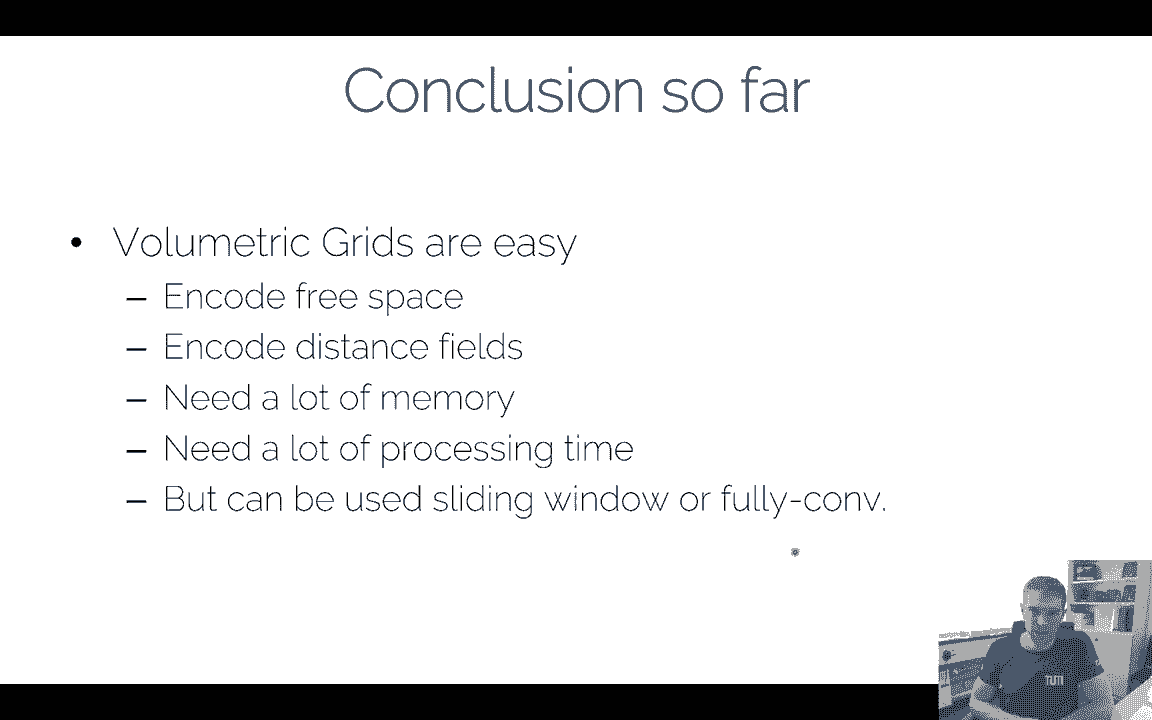 Conclusion so far
• Volumetric Grids are easy
– Encode free space
– Encode distance fields
– Need a lot of memory
– Need a lot of processing time
– But can be used sliding window or fully-conv.
TUM